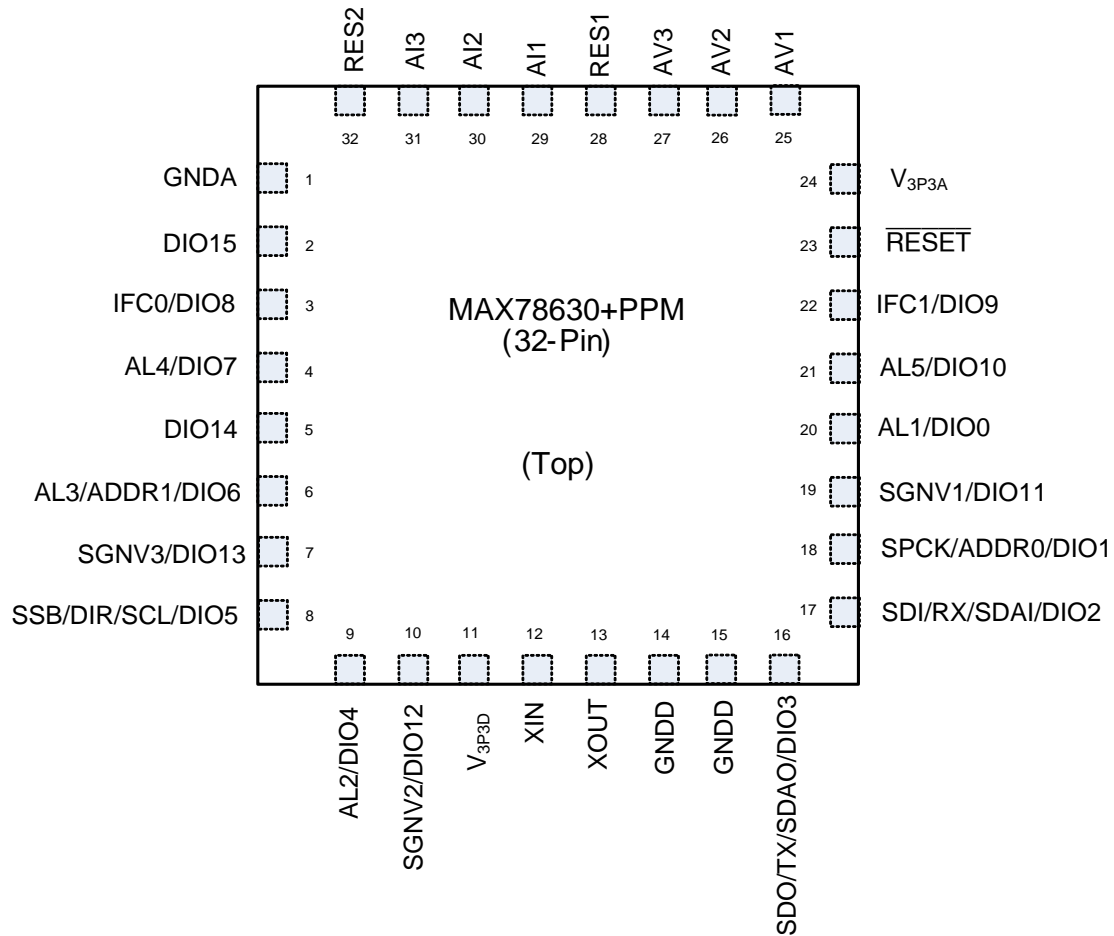 RES2
AI3
AI2
AI1
RES1
AV3
AV2
AV1
32
31
30
29
28
27
26
25
GNDA
1
24
V3P3A
DIO15
2
23
RESET
IFC0/DIO8
3
MAX78630+PPM
22
IFC1/DIO9
(32-Pin)
AL4/DIO7
4
21
AL5/DIO10
DIO14
5
20
AL1/DIO0
(Top)
AL3/ADDR1/DIO6
6
19
SGNV1/DIO11
SGNV3/DIO13
7
18
SPCK/ADDR0/DIO1
SSB/DIR/SCL/DIO5
8
17
SDI/RX/SDAI/DIO2
9
10
11
12
13
14
15
16
AL2/DIO4
SGNV2/DIO12
V3P3D
XIN
XOUT
GNDD
GNDD
SDO/TX/SDAO/DIO3